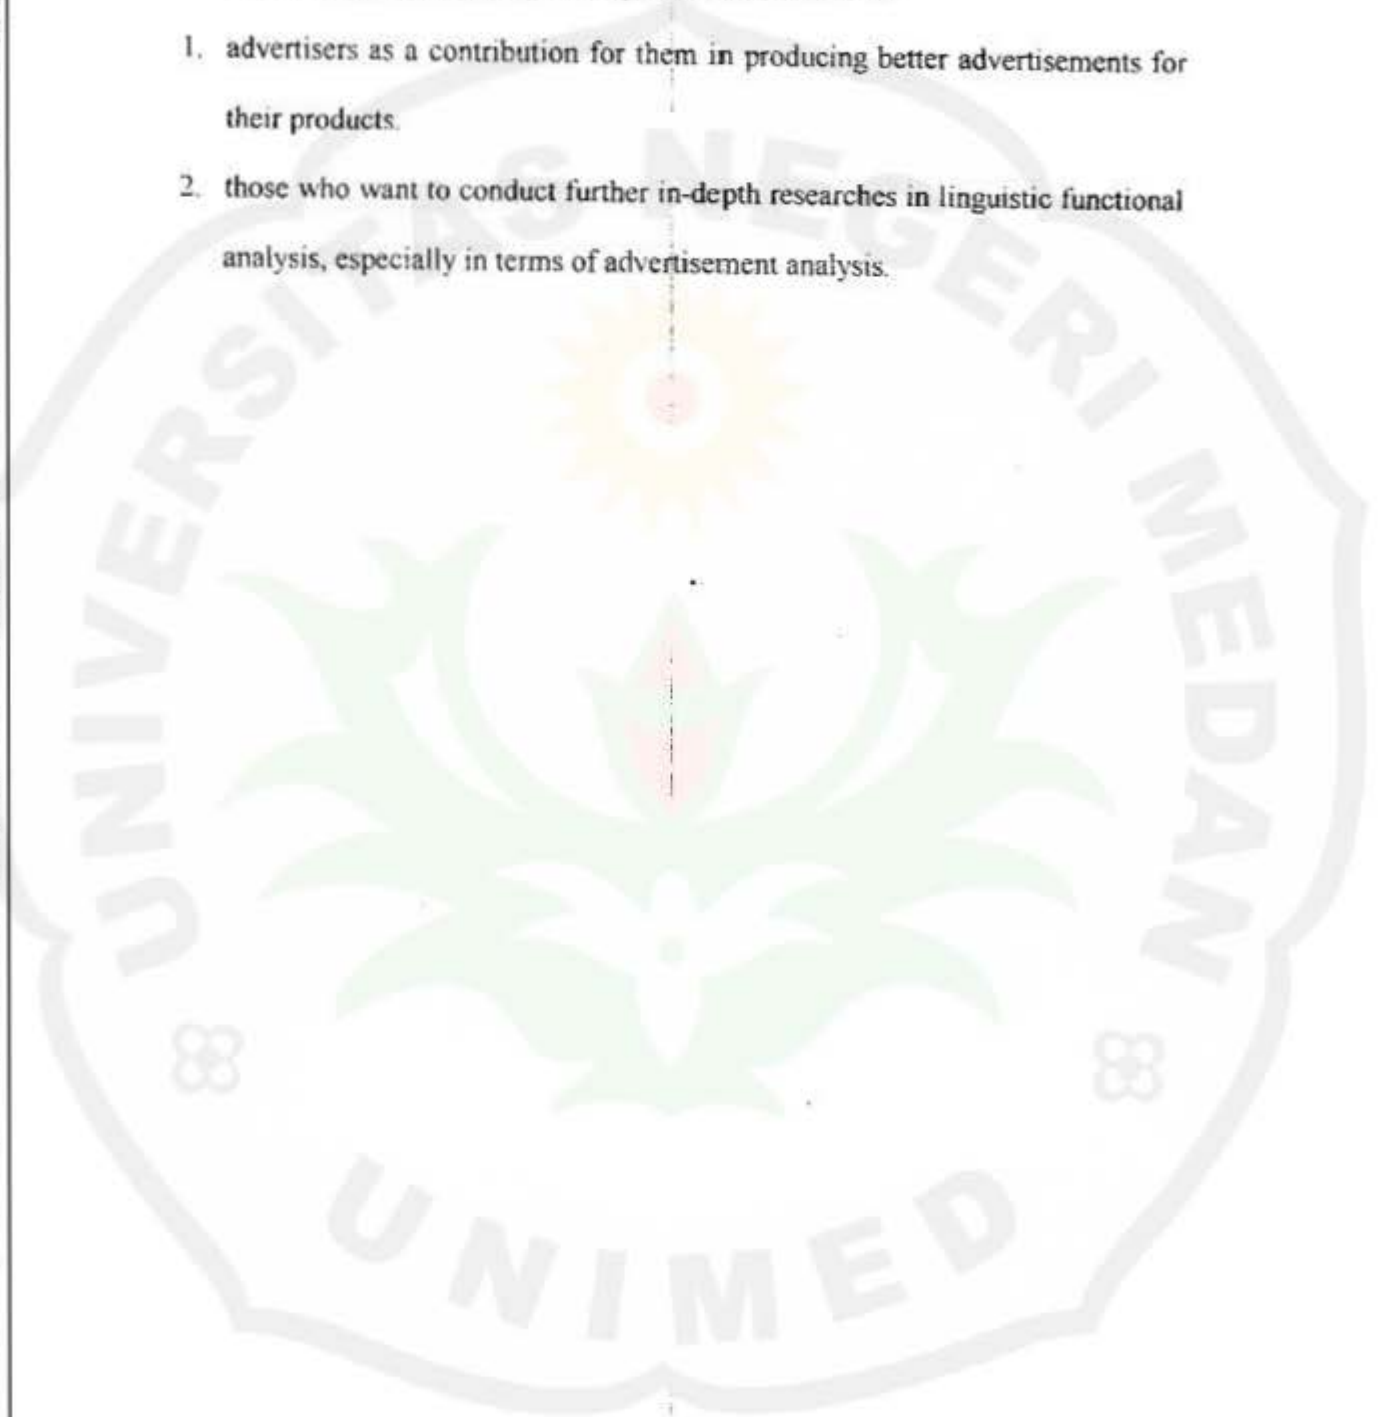 1. advertisers as a contribution for them in producing better advertisements for
their products.
2. those who want to conduct further in-depth researches in linguistic functional
analysis, especially in terms of advertisement analysis.
UNIVERSITAS NEGERI MEDAN
UNIMED